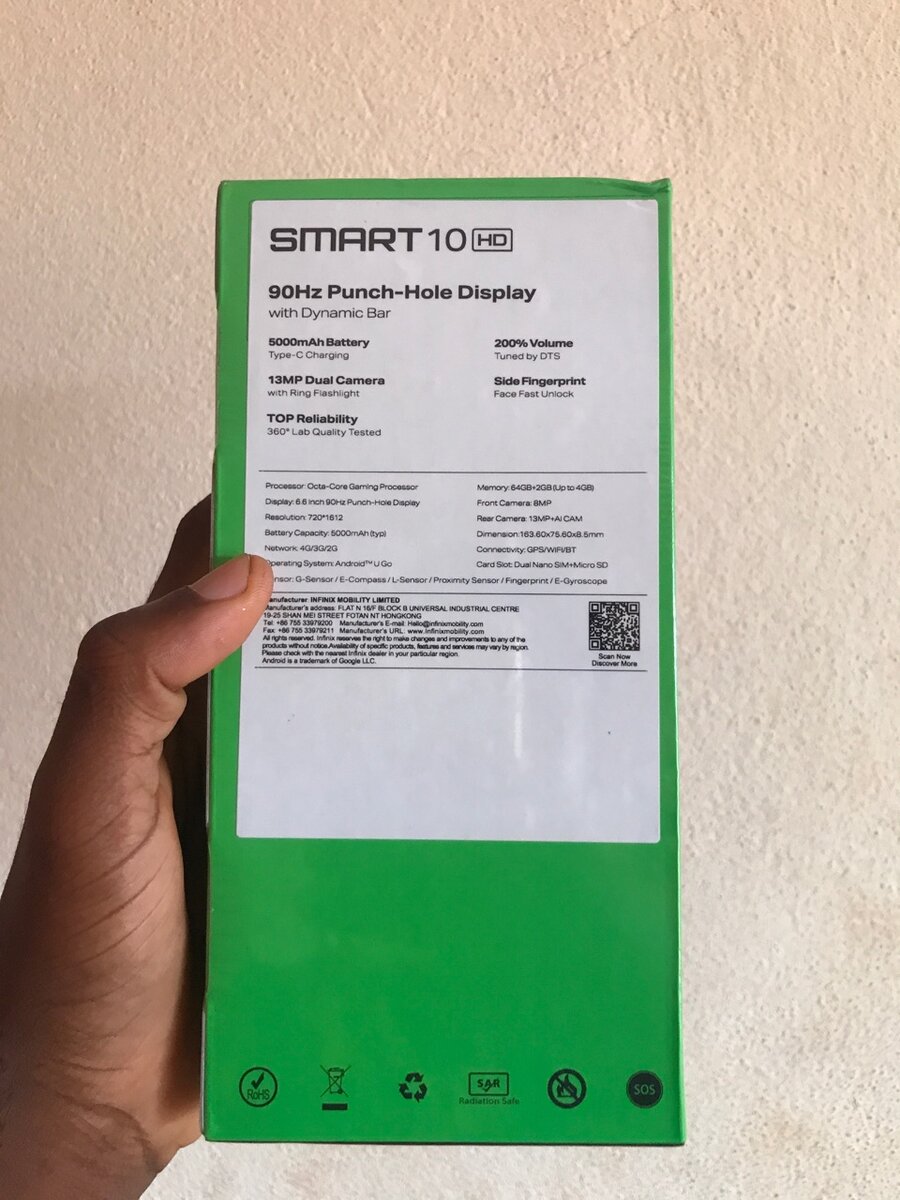 SMART 10 HD
90Hz Punch-Hole Display
with Dynamic Bar
5000mAh Battery
Type-C Charging
200% Volume
Tuned by DTS
13MP Dual Camera
with Ring Flashlight
Side Fingerprint
Face Fast Unlock
TOP Reliability
360° Lab Quality Tested
Processor: Octa-Core Gaming Processor
Display: 6.6 inch 90Hz Punch-Hole Display
Resolution: 720*1612
Battery Capacity: 5000mAh (typ)
Network: 4G/3G/2G
Operating System: Android™ U Go
Memory: 64GB+2GB (Up to 4GB)
Front Camera: 8MP
Rear Camera: 13MP+AI CAM
Dimension: 163.60x75.60x8.5mm
Connectivity: GPS/WIFI/BT
Card Slot: Dual Nano SIM+Micro SD
ensor: G-Sensor / E-Compass / L-Sensor / Proximity Sensor / Fingerprint / E-Gyroscope
anufacturer: INFINIX MOBILITY LIMITED
Manufacturer's address: FLAT N 16/F BLOCK B UNIVERSAL INDUSTRIAL CENTRE
19-25 SHAN MEI STREET FOTAN NT HONGKONG
Tel: +86 755 33979200 Manufacturer's E-mail: Hello@infinixmobility.com
Fax: +86 755 33979211 Manufacturer's URL: www.infinixmobility.com
All rights reserved. Infinix reserves the right to make changes and improvements to any of the
products without notice.Availability of specific products, features and services may vary by region.
Please check with the nearest Infinix dealer in your particular region.
Android is a trademark of Google LLC.
Scan Now
Discover More
RoHS
SAR
Radiation Safe
SOS